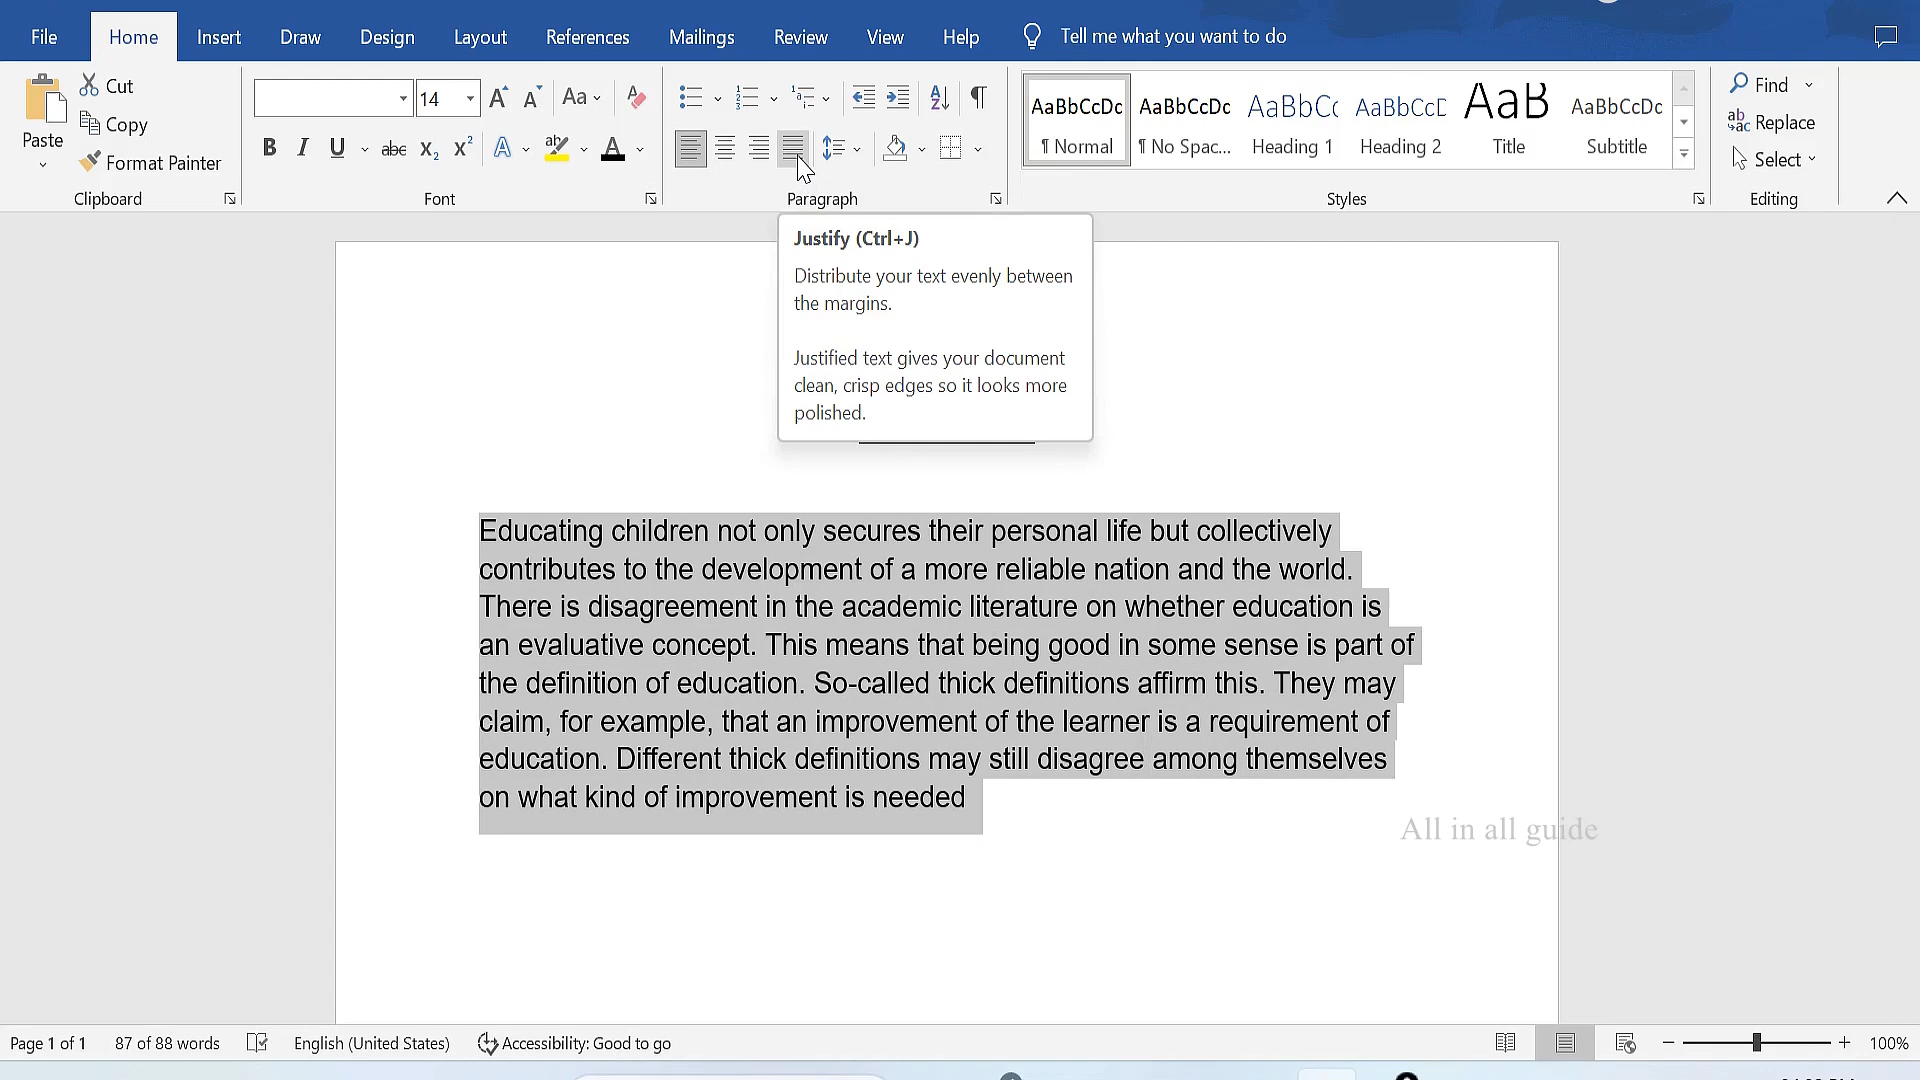 File Home Insert Draw Design Layout References Mailings Review View Help Tell me what you want to do
Paste
Cut
Copy
Format Painter
Clipboard
14
Font
Paragraph
AaBbCcDc
¶ Normal
AaBbCcDc
¶ No Spac...
AaBbC
Heading 1
AaBbCcD
Heading 2
AaB
Title
AaBbCcDc
Subtitle
Styles
Find
Replace
Select
Editing
Justify (Ctrl+J)
Distribute your text evenly between
the margins.
Justified text gives your document
clean, crisp edges so it looks more
polished.
Educating children not only secures their personal life but collectively
contributes to the development of a more reliable nation and the world.
There is disagreement in the academic literature on whether education is
an evaluative concept. This means that being good in some sense is part of
the definition of education. So-called thick definitions affirm this. They may
claim, for example, that an improvement of the learner is a requirement of
education. Different thick definitions may still disagree among themselves
on what kind of improvement is needed
All in all guide
Page 1 of 1 87 of 88 words English (United States) Accessibility: Good to go 100%